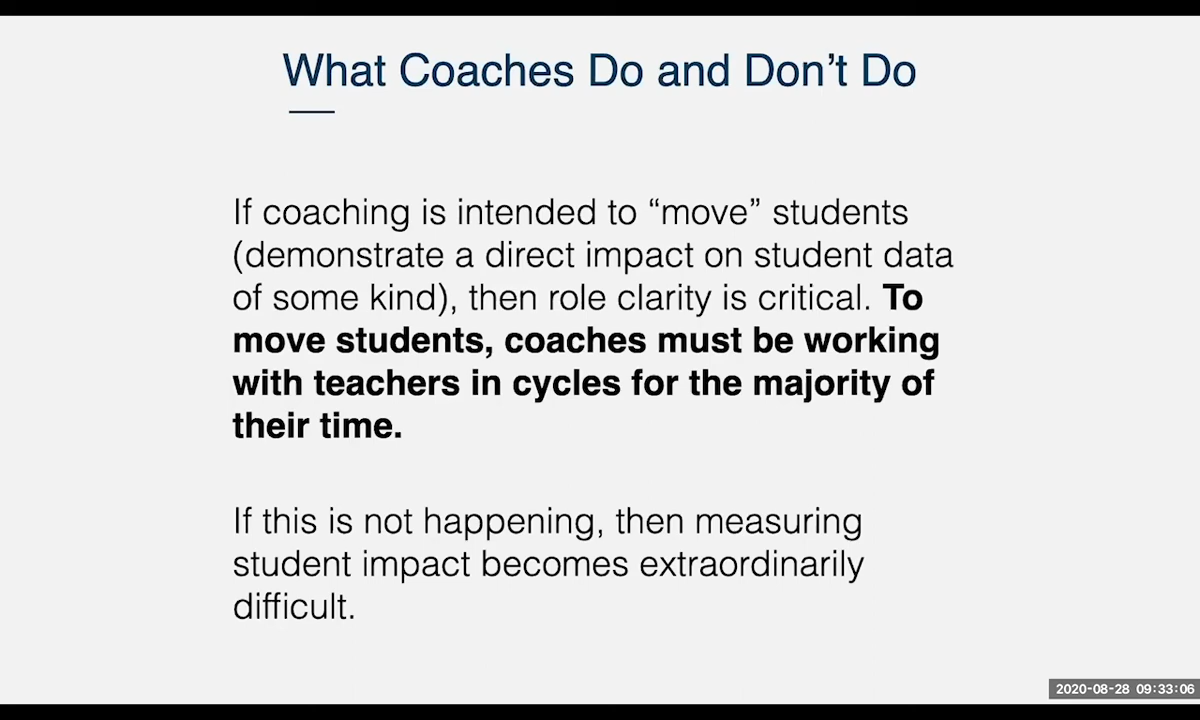 What Coaches Do and Don’t Do
If coaching is intended to “move” students
(demonstrate a direct impact on student data
of some kind), then role clarity is critical. To
move students, coaches must be working
with teachers in cycles for the majority of
their time.
If this is not happening, then measuring
student impact becomes extraordinarily
difficult.
2020-08-28 09:33:06